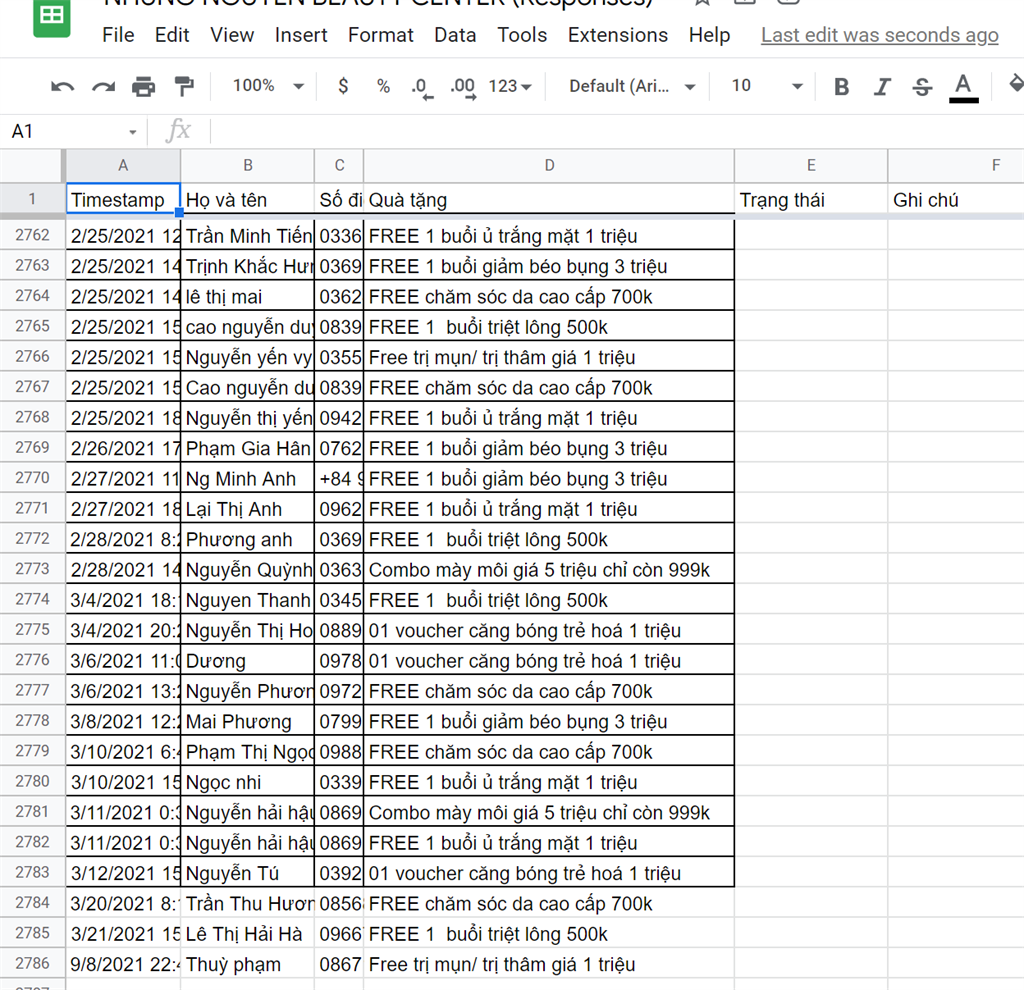 NHUNG NGUYEN BEAUTY CENTER (Responses)
File Edit View Insert Format Data Tools Extensions Help Last edit was seconds ago
100% $ % .0 .00 123 Default (Ari... 10 B I S A
A1 fx
A B C D E F
1 Timestamp Họ và tên Số Quà tặng Trạng thái Ghi chú
2762 2/25/2021 12 Trần Minh Tiến 0336 FREE 1 buổi ủ trắng mặt 1 triệu
2763 2/25/2021 14 Trịnh Khắc 0369 FREE 1 buổi giảm béo bụng 3 triệu
2764 2/25/2021 14 lê thị mai 0362 FREE chăm sóc da cao cấp 700k
2765 2/25/2021 15 cao nguyễn 0839 FREE 1 buổi triệt lông 500k
2766 2/25/2021 15 Nguyễn yến vy 0355 Free trị mụn/ trị thâm giá 1 triệu
2767 2/25/2021 15 Cao nguyễn 0839 FREE chăm sóc da cao cấp 700k
2768 2/25/2021 18 Nguyễn thị yến 0942 FREE 1 buổi ủ trắng mặt 1 triệu
2769 2/26/2021 17 Phạm Gia Hân 0762 FREE 1 buổi giảm béo bụng 3 triệu
2770 2/27/2021 11 Ng Minh Anh +84 FREE 1 buổi giảm béo bụng 3 triệu
2771 2/27/2021 18 Lại Thị Anh 0962 FREE 1 buổi ủ trắng mặt 1 triệu
2772 2/28/2021 8: Phương anh 0369 FREE 1 buổi triệt lông 500k
2773 2/28/2021 14 Nguyễn Quỳnh 0363 Combo mày môi giá 5 triệu chỉ còn 999k
2774 3/4/2021 18: Nguyen Thanh 0345 FREE 1 buổi triệt lông 500k
2775 3/4/2021 20: Nguyễn Thị 0889 01 voucher căng bóng trẻ hoá 1 triệu
2776 3/6/2021 11: Dương 0978 01 voucher căng bóng trẻ hoá 1 triệu
2777 3/6/2021 13: Nguyễn 0972 FREE chăm sóc da cao cấp 700k
2778 3/8/2021 12: Mai Phương 0799 FREE 1 buổi giảm béo bụng 3 triệu
2779 3/10/2021 6: Phạm Thị 0988 FREE chăm sóc da cao cấp 700k
2780 3/10/2021 15 Ngọc nhi 0339 FREE 1 buổi ủ trắng mặt 1 triệu
2781 3/11/2021 0: Nguyễn hải 0869 Combo mày môi giá 5 triệu chỉ còn 999k
2782 3/11/2021 0: Nguyễn hải 0869 FREE 1 buổi ủ trắng mặt 1 triệu
2783 3/12/2021 15 Nguyễn Tú 0392 01 voucher căng bóng trẻ hoá 1 triệu
2784 3/20/2021 8: Trần Thu 0856 FREE chăm sóc da cao cấp 700k
2785 3/21/2021 15 Lê Thị Hải Hà 0966 FREE 1 buổi triệt lông 500k
2786 9/8/2021 22: Thuỳ phạm 0867 Free trị mụn/ trị thâm giá 1 triệu